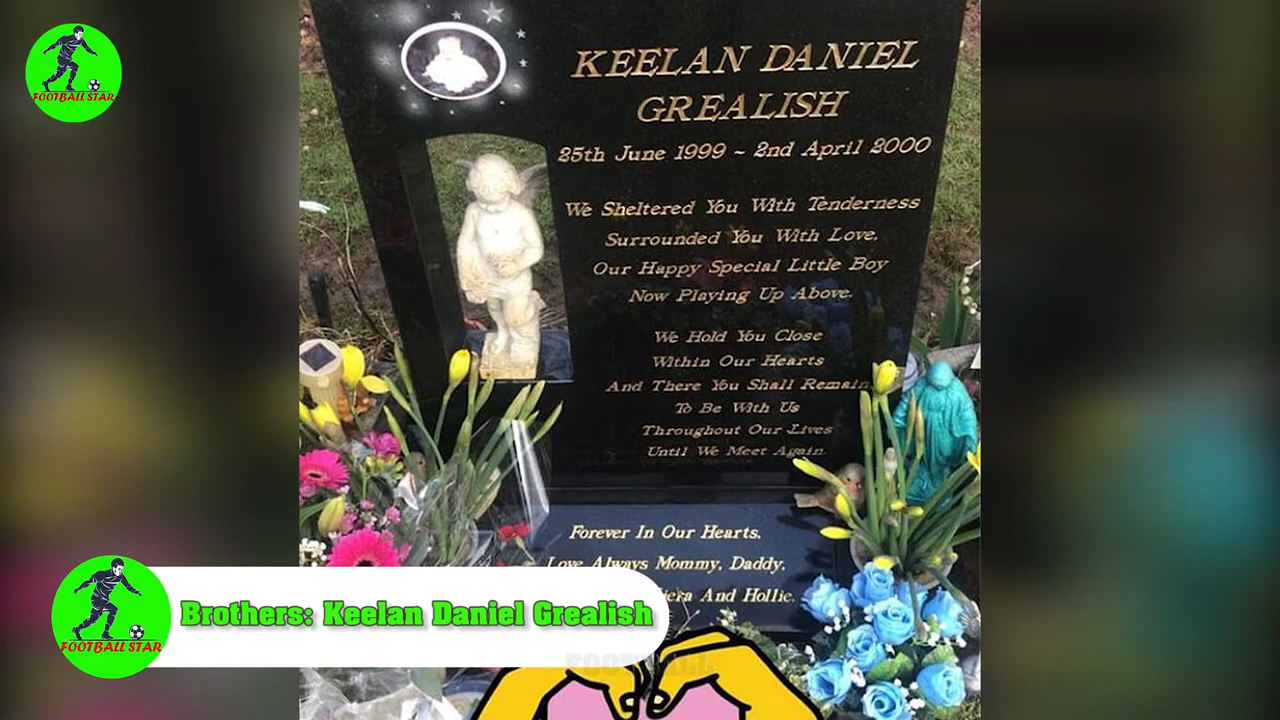 FOOTBALL STAR
KEELAN DANIEL
GREALISH
25th June 1999 ~ 2nd April 2000
We Sheltered You With Tenderness
Surrounded You With Love,
Our Happy Special Little Boy
Now Playing Up Above.
We Hold You Close
Within Our Hearts
And There You Shall Remain,
To Be With Us
Throughout Our Lives
Until We Meet Again.
Forever In Our Hearts,
Love Always Mommy, Daddy,
And Hollie.
Brothers: Keelan Daniel Grealish
FOOTBALL STAR
FOOTBALL